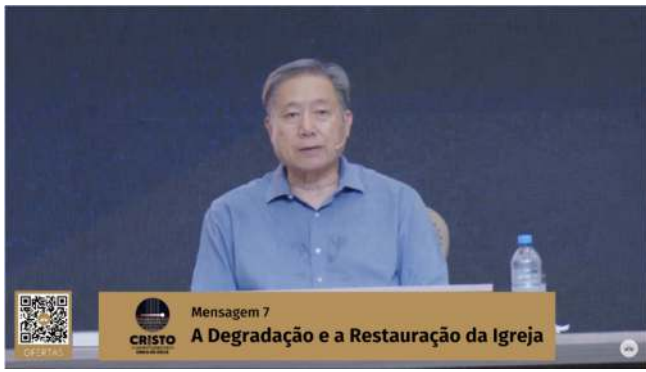 Mensagem 7
A Degradação e a Restauração da Igreja
CRISTO
OFERTAS